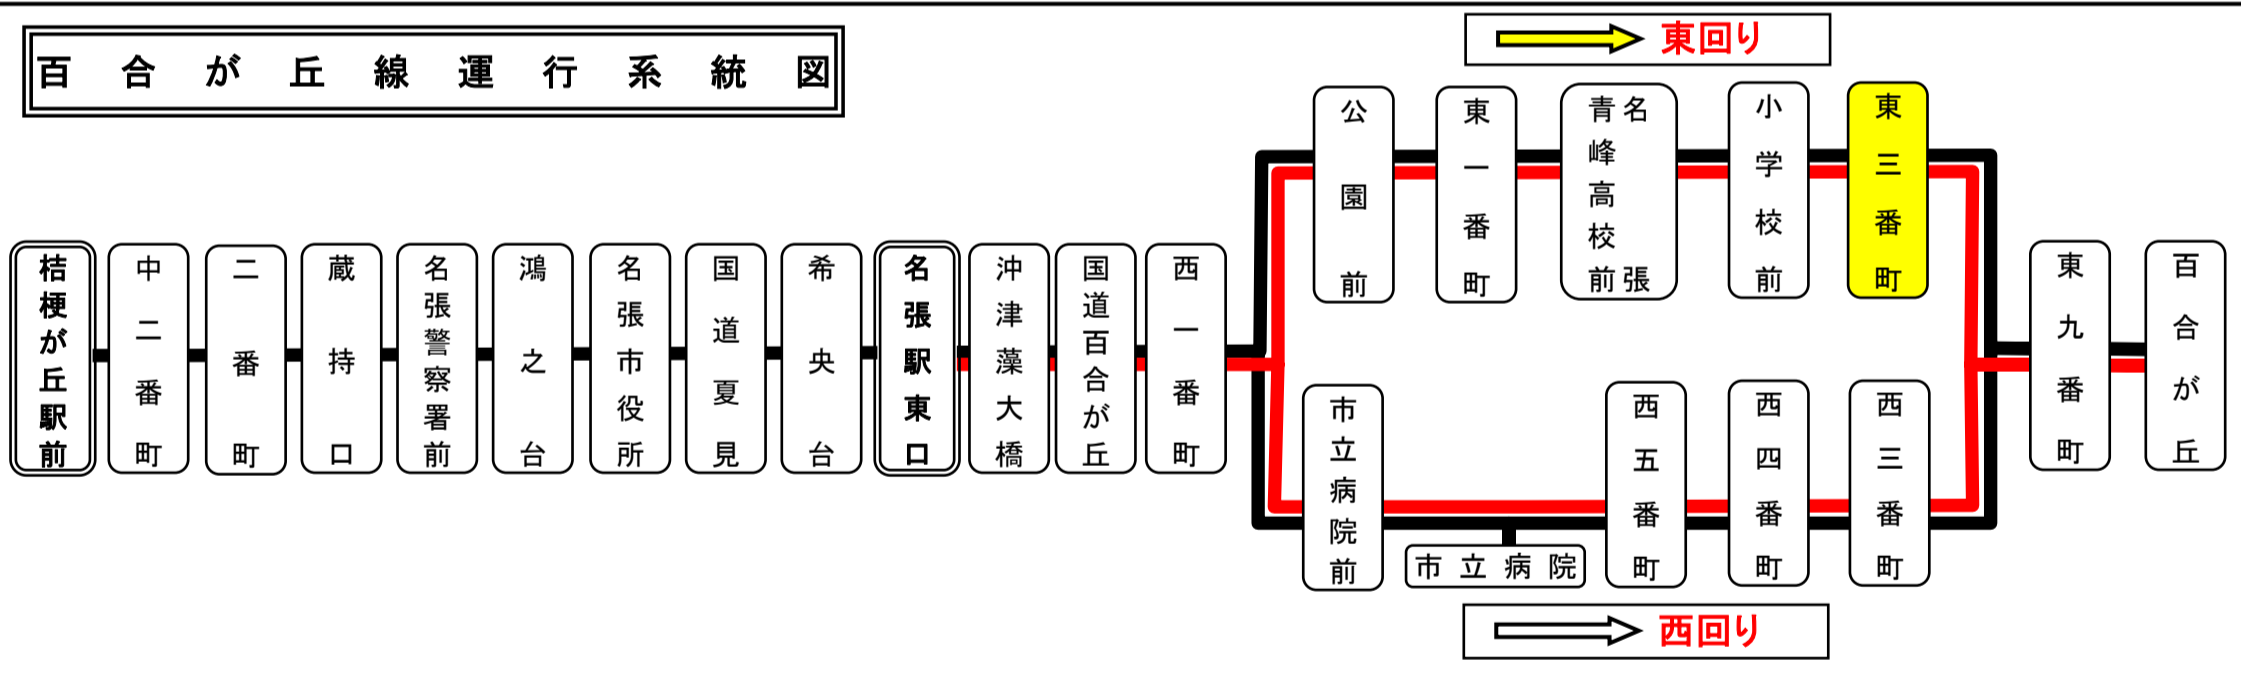 百合が丘線運行系統図
東回り
公園前
東一番町
名張
青峰高校前
小学校前
東三番町
桔梗が丘駅前
中二番町
二番町
蔵持口
名張警察署前
鴻之台
名張市役所
国道夏見
希央台
名張駅東口
沖津藻大橋
国道百合が丘
西一番町
東九番町
百合が丘
市立病院前
市立病院
西五番町
西四番町
西三番町
西回り